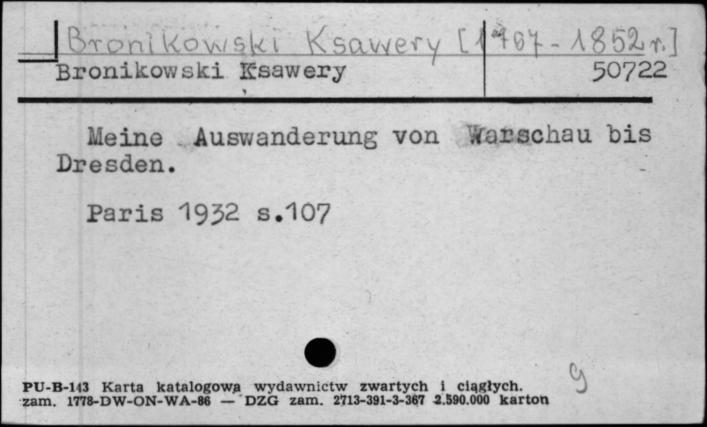 Bronikowski Ksawery [1767-1852 r.]
Bronikowski Ksawery 50722
Meine Auswanderung von Warschau bis
Dresden.
Paris 1932 s.107
9
PU-B-143 Karta katalogowa wydawnictw zwartych i ciągłych.
zam. 1778-DW-ON-WA-86 — DZG zam. 2713-391-3-367 2.590.000 karton